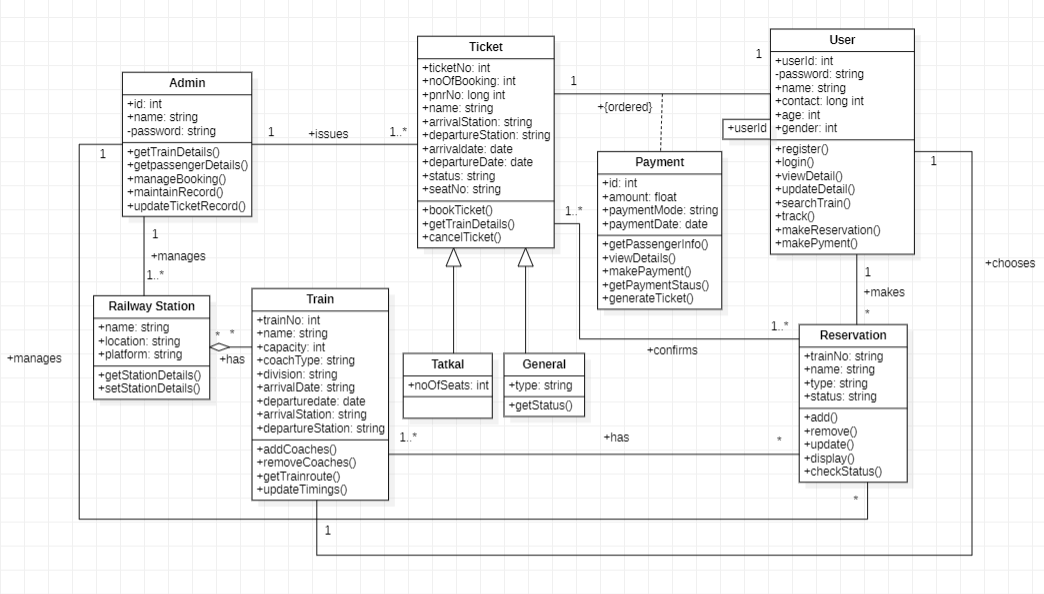 Admin
+id: int
+name: string
-password: string
+getTrainDetails()
+getpassengerDetails()
+manageBooking()
+maintainRecord()
+updateTicketRecord()
1
+issues
1..*
Ticket
+ticketNo: int
+noOfBooking: int
+pnrNo: long int
+name: string
+arrivalStation: string
+departureStation: string
+arrivaldate: date
+departureDate: date
+status: string
+seatNo: string
+bookTicket()
+getTrainDetails()
+cancelTicket()
1
1
+{ordered}
+userId
User
+userId: int
-password: string
+name: string
+contact: long int
+age: int
+gender: int
+register()
+login()
+viewDetail()
+updateDetail()
+searchTrain()
+track()
+makeReservation()
+makePyment()
Payment
+id: int
+amount: float
+paymentMode: string
+paymentDate: date
+getPassengerInfo()
+viewDetails()
+makePayment()
+getPaymentStaus()
+generateTicket()
1
1
+chooses
1
+manages
1..*
1..*
1
+makes
*
Railway Station
+name: string
+location: string
+platform: string
+getStationDetails()
+setStationDetails()
*
*
+has
+manages
Train
+trainNo: int
+name: string
+capacity: int
+coachType: string
+division: string
+arrivalDate: string
+departuredate: date
+arrivalStation: string
+departureStation: string
+addCoaches()
+removeCoaches()
+getTrainroute()
+updateTimings()
Tatkal
+noOfSeats: int
General
+type: string
+getStatus()
1..*
+confirms
Reservation
+trainNo: string
+name: string
+type: string
+status: string
+add()
+remove()
+update()
+display()
+checkStatus()
1..*
+has
*
*
1